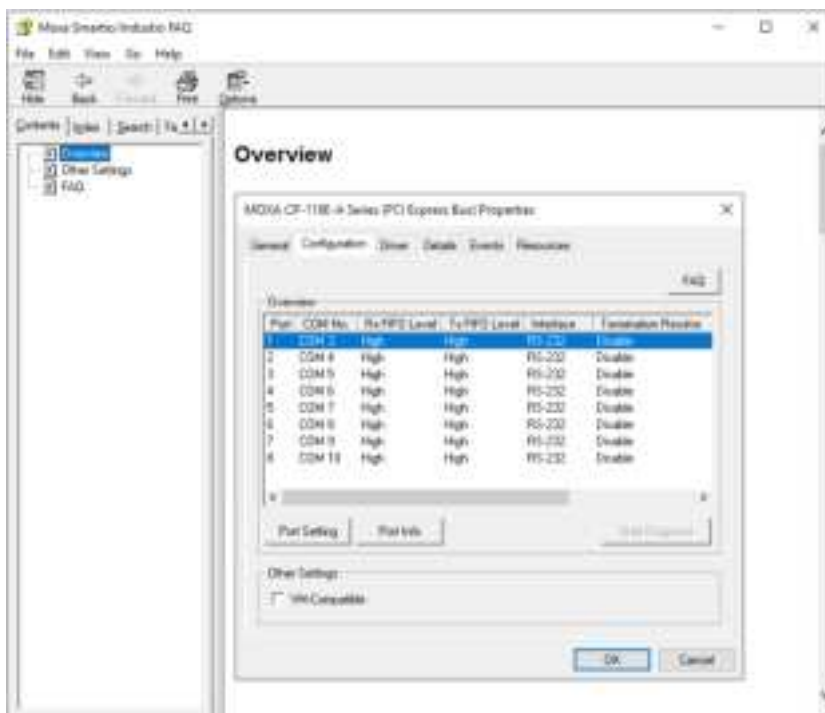 Moxa Smartio/Industio FAQ
File Edit View Go Help
Hide Back Forward Print Options
Contents Index Search
Overview
Other Settings
FAQ
Overview
MOXA CP-118E-A Series (PCI Express Bus) Properties
General Configuration Driver Details Events Resources
FAQ
Overview
Port COM No. Rx FIFO Level Tx FIFO Level Interface Termination Resistor
1 COM 3 High High RS-232 Disable
2 COM 4 High High RS-232 Disable
3 COM 5 High High RS-232 Disable
4 COM 6 High High RS-232 Disable
5 COM 7 High High RS-232 Disable
6 COM 8 High High RS-232 Disable
7 COM 9 High High RS-232 Disable
8 COM 10 High High RS-232 Disable
Port Setting Port Info
Other Settings
OK Cancel